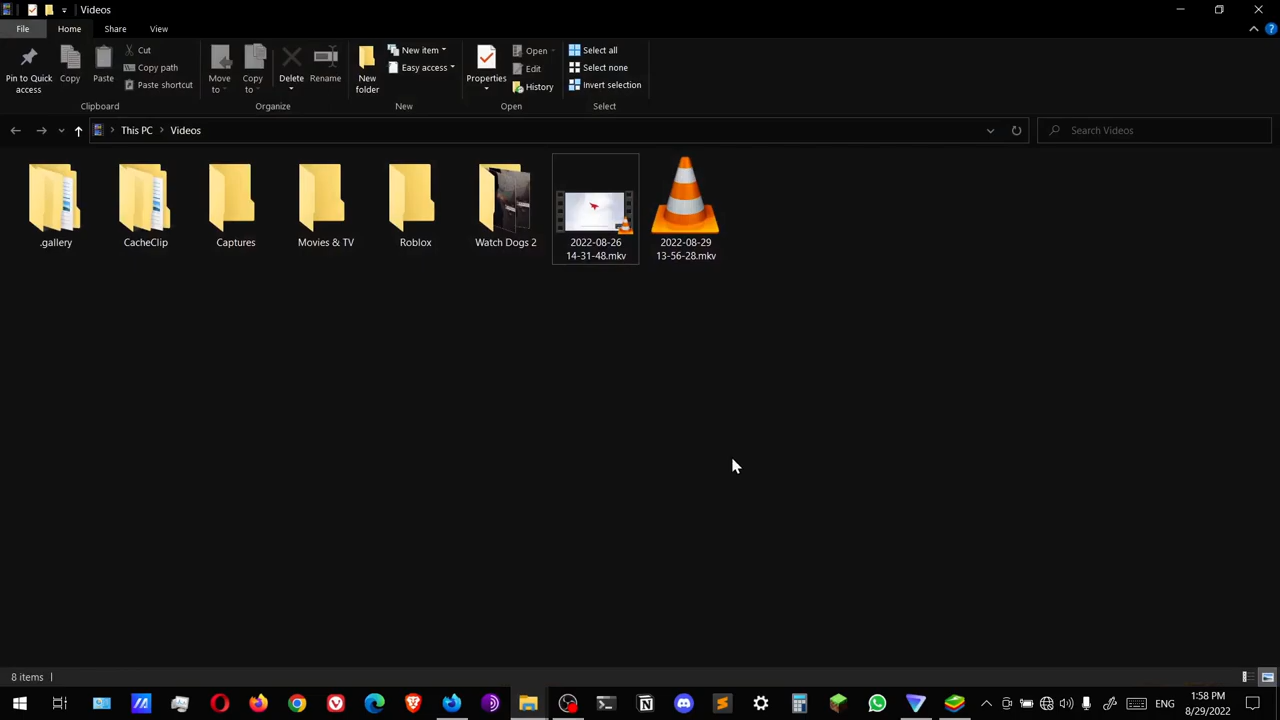 Videos
File Home Share View
Pin to Quick access
Copy
Paste
Cut
Copy path
Paste shortcut
Clipboard
Move to
Copy to
Delete
Rename
Organize
New folder
New item
Easy access
New
Properties
Open
Edit
History
Open
Select all
Select none
Invert selection
Select
This PC Videos
Search Videos
.gallery
CacheClip
Captures
Movies & TV
Roblox
Watch Dogs 2
2022-08-26
14-31-48.mkv
2022-08-29
13-56-28.mkv
8 items
ENG
1:58 PM
8/29/2022